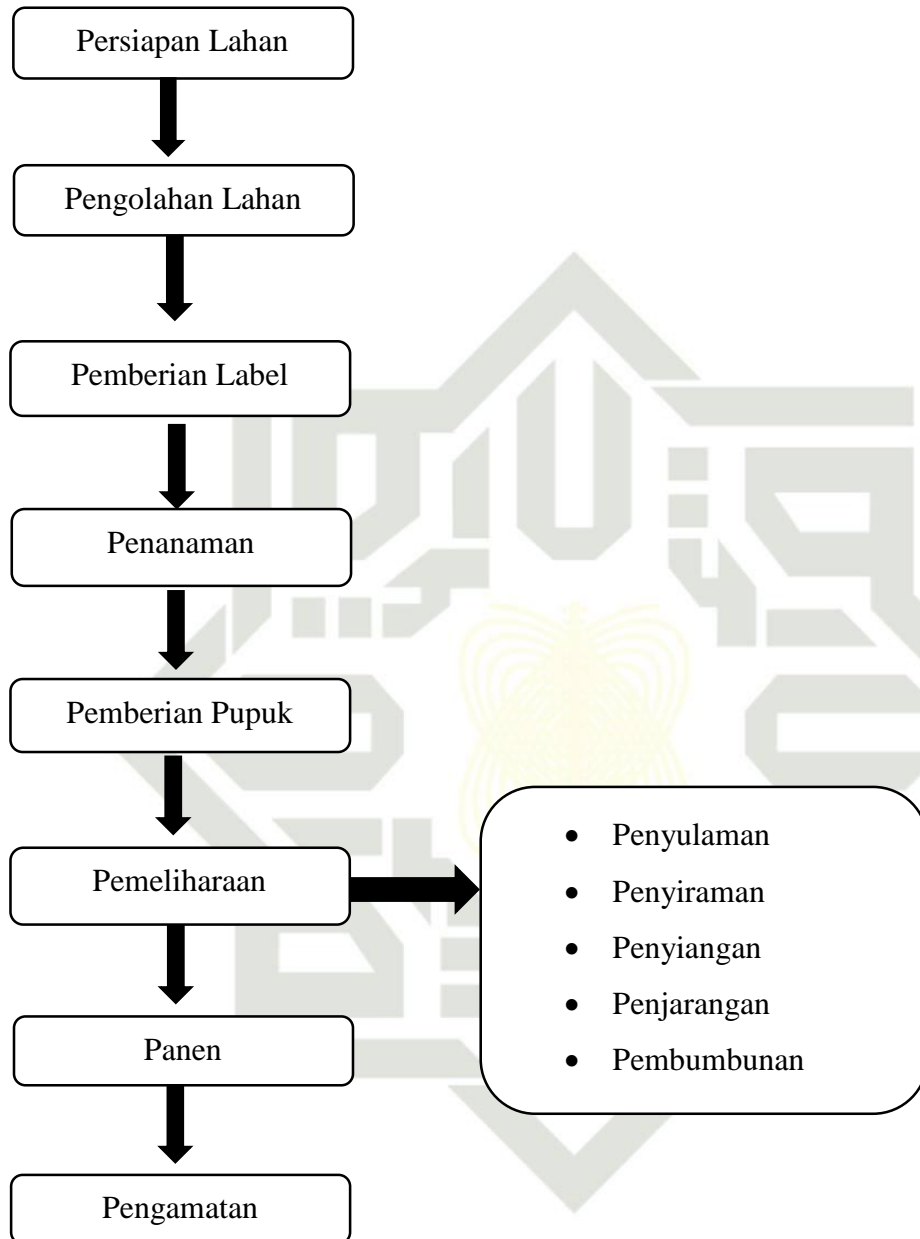 Persiapan Lahan
Pengolahan Lahan
Pemberian Label
Penanaman
Pemberian Pupuk
Pemeliharaan
• Penyulaman
• Penyiraman
• Penyiangan
• Penjarangan
• Pembumbunan
Panen
Pengamatan